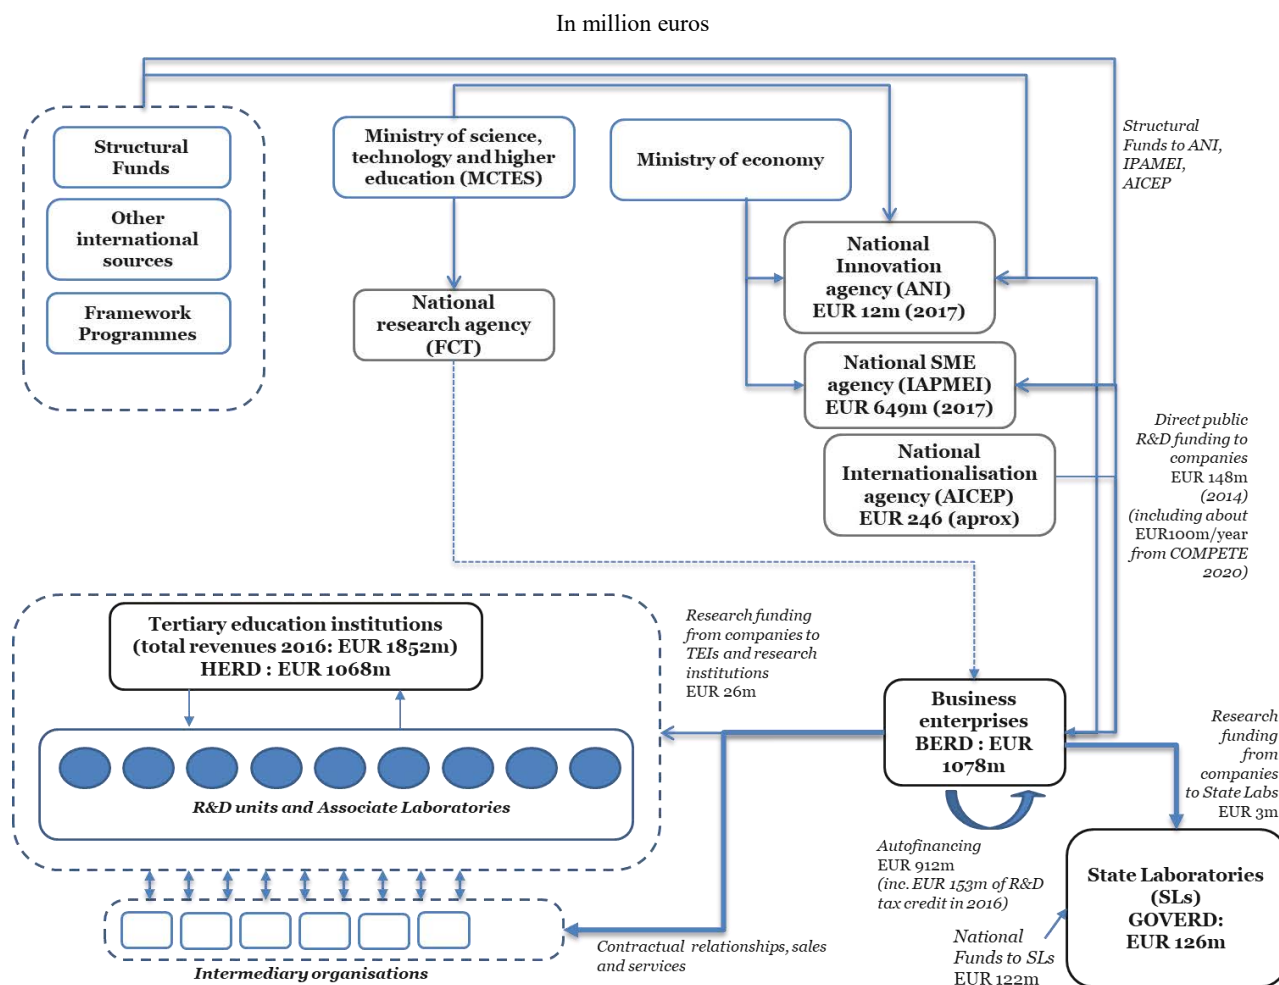 In million euros
Structural
Funds
Other
international
sources
Framework
Programmes
Ministry of science,
technology and higher
education (MCTES)
Ministry of economy
Structural
Funds to ANI,
IPAMEI,
AICEP
National
Innovation
agency (ANI)
EUR 12m (2017)
National
research agency
(FCT)
National SME
agency (IAPMEI)
EUR 649m (2017)
National
Internationalisation
agency (AICEP)
EUR 246 (aprox)
Direct public
R&D funding to
companies
EUR 148m
(2014)
(including about
EUR100m/year
from COMPETE
2020)
Tertiary education institutions
(total revenues 2016: EUR 1852m)
HERD : EUR 1068m
Research funding
from companies to
TEIs and research
institutions
EUR 26m
Business
enterprises
BERD : EUR
1078m
Research
funding
from
companies
to State Labs
EUR 3m
R&D units and Associate Laboratories
Autofinancing
EUR 912m
(inc. EUR 153m of R&D
tax credit in 2016)
State Laboratories
(SLs)
GOVERD:
EUR 126m
National
Funds to SLs
EUR 122m
Contractual relationships, sales
and services
Intermediary organisations